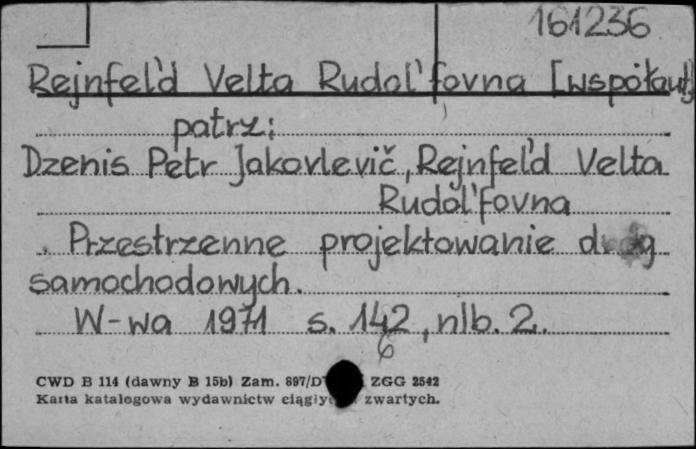 161236
Rejnfel'd Velta Rudol'fovna [współaut]
patrz:
Dzenis Petr Jakovlevič, Rejnfel'd Velta
Rudol'fovna
Przestrzenne projektowanie dróg
samochodowych.
W-wa 1971 s. 142, nlb. 2.
6
CWD B 114 (dawny B 15b) Zam. 897/D ZGG 2542
Karta katalogowa wydawnictw zwartych.